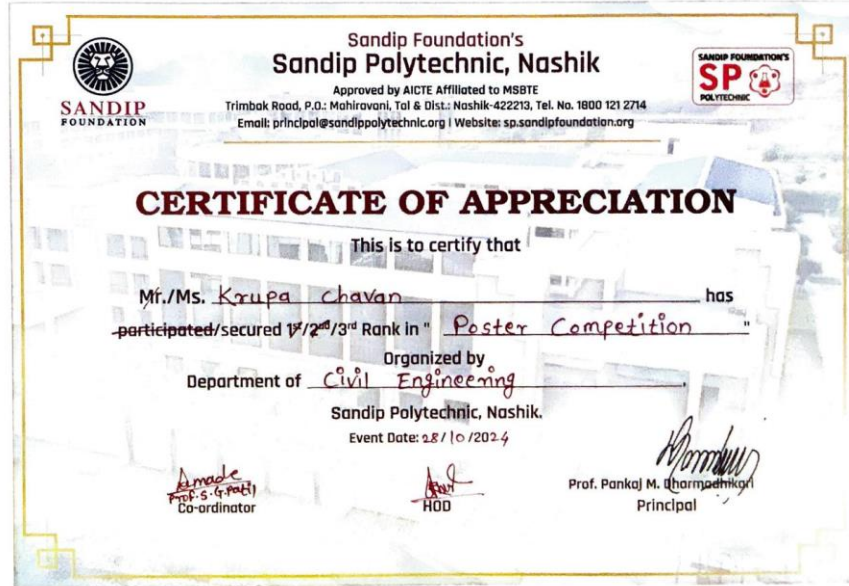 Sandip Foundation's
Sandip Polytechnic, Nashik
Approved by AICTE Affiliated to MSBTE
Trimbak Road, P.O.: Mahiravani, Tal & Dist.: Nashik-422213, Tel. No. 1800 121 2714
Email: principal@sandippolytechnic.org | Website: sp.sandipfoundation.org
SANDIP
FOUNDATION
SANDIP FOUNDATION'S
SP
POLYTECHNIC
CERTIFICATE OF APPRECIATION
This is to certify that
Mr./Ms. Krupa Chavan has
participated/secured 1st/2nd/3rd Rank in " Poster Competition "
Organized by
Department of Civil Engineering.
Sandip Polytechnic, Nashik.
Event Date: 28/10/2024
Prof. S. G. Patil
Co-ordinator
HOD
Prof. Pankaj M. Dharmadhikari
Principal